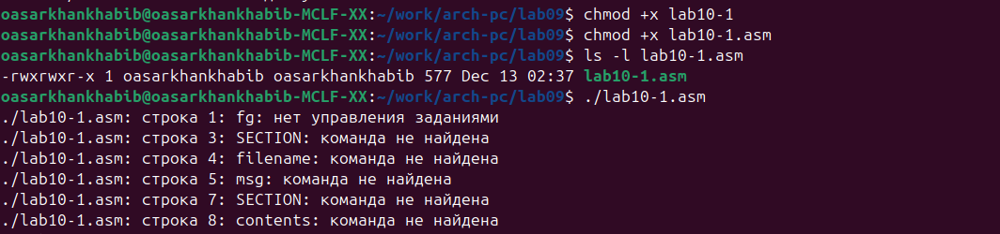 oasarkhankhabib@oasarkhankhabib-MCLF-XX:~/work/arch-pc/lab09$ chmod +x lab10-1
oasarkhankhabib@oasarkhankhabib-MCLF-XX:~/work/arch-pc/lab09$ chmod +x lab10-1.asm
oasarkhankhabib@oasarkhankhabib-MCLF-XX:~/work/arch-pc/lab09$ ls -l lab10-1.asm
-rwxrwxr-x 1 oasarkhankhabib oasarkhankhabib 577 Dec 13 02:37 lab10-1.asm
oasarkhankhabib@oasarkhankhabib-MCLF-XX:~/work/arch-pc/lab09$ ./lab10-1.asm
./lab10-1.asm: строка 1: fg: нет управления заданиями
./lab10-1.asm: строка 3: SECTION: команда не найдена
./lab10-1.asm: строка 4: filename: команда не найдена
./lab10-1.asm: строка 5: msg: команда не найдена
./lab10-1.asm: строка 7: SECTION: команда не найдена
./lab10-1.asm: строка 8: contents: команда не найдена